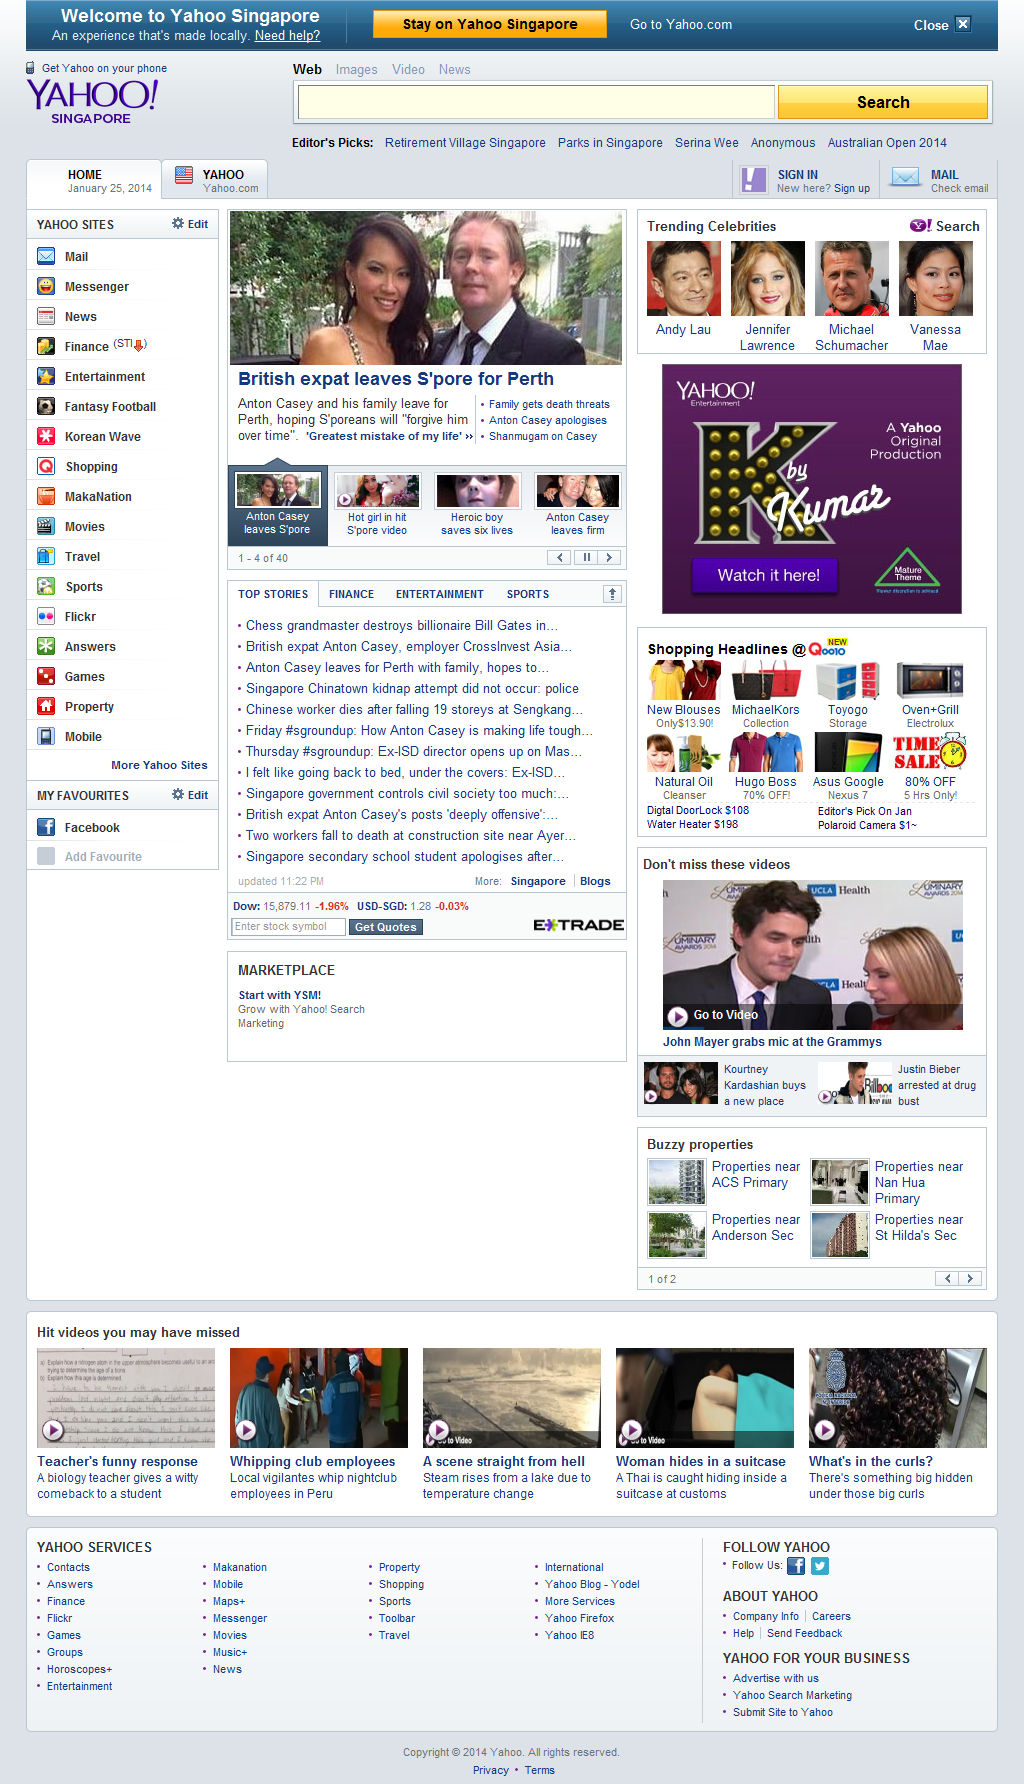 Welcome to Yahoo Singapore
An experience that's made locally. Need help?
Stay on Yahoo Singapore
Go to Yahoo.com
Close
Get Yahoo on your phone
YAHOO!
SINGAPORE
Web Images Video News
Search
Editor's Picks: Retirement Village Singapore Parks in Singapore Serina Wee Anonymous Australian Open 2014
HOME
January 25, 2014
YAHOO
Yahoo.com
SIGN IN
New here? Sign up
MAIL
Check email
YAHOO SITES Edit
Mail
Messenger
News
Finance (STI )
Entertainment
Fantasy Football
Korean Wave
Shopping
MakaNation
Movies
Travel
Sports
Flickr
Answers
Games
Property
Mobile
More Yahoo Sites
MY FAVOURITES Edit
Facebook
Add Favourite
British expat leaves S'pore for Perth
Anton Casey and his family leave for
Perth, hoping S'poreans will "forgive him
over time". 'Greatest mistake of my life' »
• Family gets death threats
• Anton Casey apologises
• Shanmugam on Casey
Anton Casey
leaves S'pore
Hot girl in hit
S'pore video
Heroic boy
saves six lives
Anton Casey
leaves firm
1 - 4 of 40
TOP STORIES FINANCE ENTERTAINMENT SPORTS
• Chess grandmaster destroys billionaire Bill Gates in...
• British expat Anton Casey, employer CrossInvest Asia...
• Anton Casey leaves for Perth with family, hopes to...
• Singapore Chinatown kidnap attempt did not occur: police
• Chinese worker dies after falling 19 storeys at Sengkang...
• Friday #sgroundup: How Anton Casey is making life tough...
• Thursday #sgroundup: Ex-ISD director opens up on Mas...
• I felt like going back to bed, under the covers: Ex-ISD...
• Singapore government controls civil society too much:...
• British expat Anton Casey's posts 'deeply offensive':...
• Two workers fall to death at construction site near Ayer...
• Singapore secondary school student apologises after...
updated 11:22 PM
More: Singapore Blogs
Dow: 15,879.11 -1.96% USD-SGD: 1.28 -0.03%
Enter stock symbol
Get Quotes
E*TRADE
MARKETPLACE
Start with YSM!
Grow with Yahoo! Search
Marketing
Trending Celebrities
Y! Search
Andy Lau
Jennifer
Lawrence
Michael
Schumacher
Vanessa
Mae
YAHOO!
Entertainment
A Yahoo
Original
Production
K by
Kumar
Watch it here!
Mature
Theme
Viewer discretion is advised
Shopping Headlines @ Qoo10
NEW
New Blouses
Only$13.90!
MichaelKors
Collection
Toyogo
Storage
Oven+Grill
Electrolux
TIME
SALE
Natural Oil
Cleanser
Hugo Boss
70% OFF!
Asus Google
Nexus 7
80% OFF
5 Hrs Only!
Digtal DoorLock $108
Water Heater $198
Editor's Pick On Jan
Polaroid Camera $1~
Don't miss these videos
UCLA Health
LUMINARY
AWARDS 2014
Go to Video
John Mayer grabs mic at the Grammys
Kourtney
Kardashian buys
a new place
Justin Bieber
arrested at drug
bust
Buzzy properties
Properties near
ACS Primary
Properties near
Nan Hua
Primary
Properties near
Anderson Sec
Properties near
St Hilda's Sec
1 of 2
Hit videos you may have missed
Go to Video
Go to Video
Teacher's funny response
A biology teacher gives a witty
comeback to a student
Whipping club employees
Local vigilantes whip nightclub
employees in Peru
A scene straight from hell
Steam rises from a lake due to
temperature change
Woman hides in a suitcase
A Thai is caught hiding inside a
suitcase at customs
What's in the curls?
There's something big hidden
under those big curls
YAHOO SERVICES
• Contacts
• Answers
• Finance
• Flickr
• Games
• Groups
• Horoscopes+
• Entertainment
• Makanation
• Mobile
• Maps+
• Messenger
• Movies
• Music+
• News
• Property
• Shopping
• Sports
• Toolbar
• Travel
• International
• Yahoo Blog - Yodel
• More Services
• Yahoo Firefox
• Yahoo IE8
FOLLOW YAHOO
• Follow Us:
ABOUT YAHOO
• Company Info Careers
• Help Send Feedback
YAHOO FOR YOUR BUSINESS
• Advertise with us
• Yahoo Search Marketing
• Submit Site to Yahoo
Copyright © 2014 Yahoo. All rights reserved.
Privacy • Terms